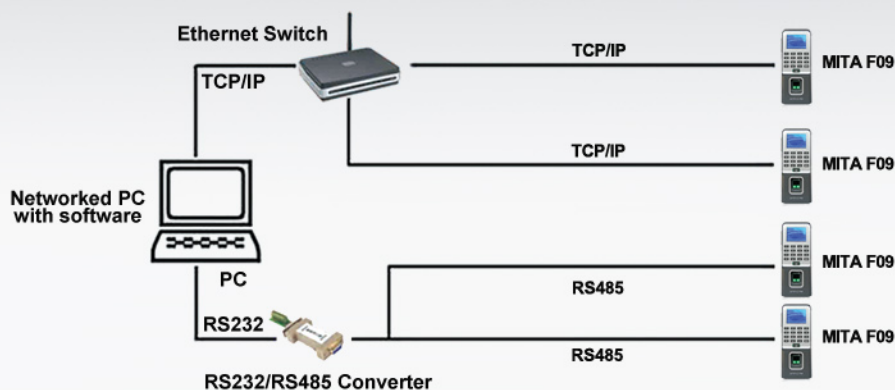 Ethernet Switch
TCP/IP
MITA F09
TCP/IP
TCP/IP
MITA F09
Networked PC
with software
PC
MITA F09
RS485
RS232
MITA F09
RS485
RS232/RS485 Converter